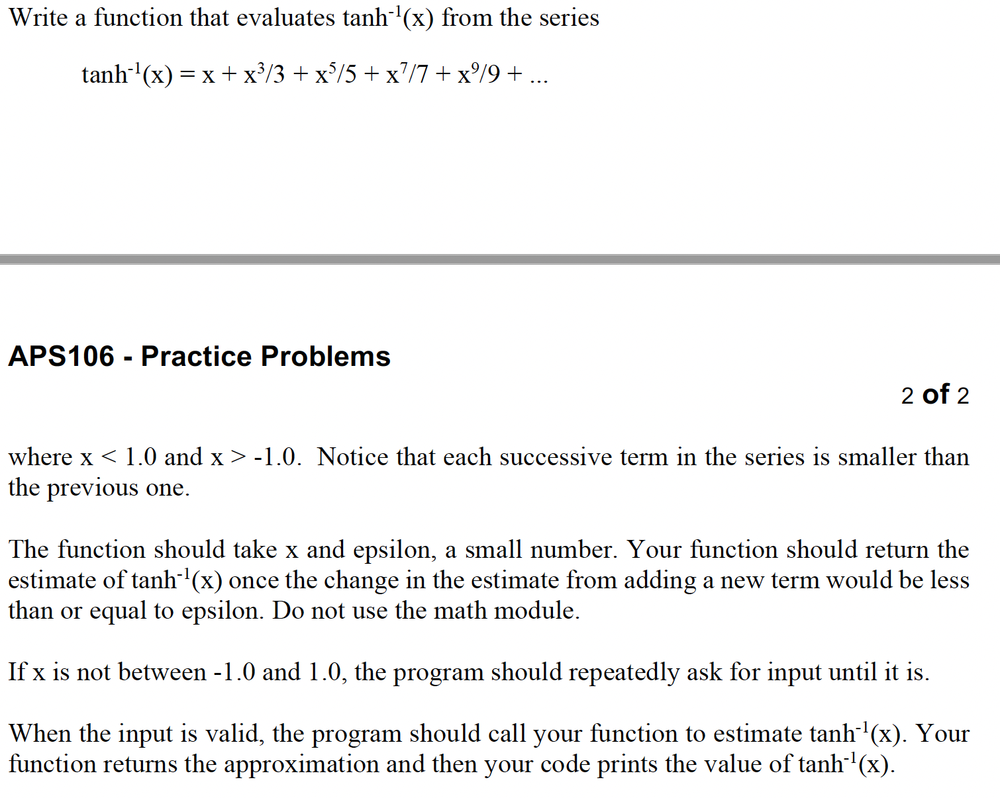 Write a function that evaluates tanh⁻¹(x) from the series
tanh⁻¹(x) = x + x³/3 + x⁵/5 + x⁷/7 + x⁹/9 + ...
APS106 - Practice Problems
2 of 2
where x < 1.0 and x > -1.0.  Notice that each successive term in the series is smaller than
the previous one.
The function should take x and epsilon, a small number. Your function should return the
estimate of tanh⁻¹(x) once the change in the estimate from adding a new term would be less
than or equal to epsilon. Do not use the math module.
If x is not between -1.0 and 1.0, the program should repeatedly ask for input until it is.
When the input is valid, the program should call your function to estimate tanh⁻¹(x). Your
function returns the approximation and then your code prints the value of tanh⁻¹(x).